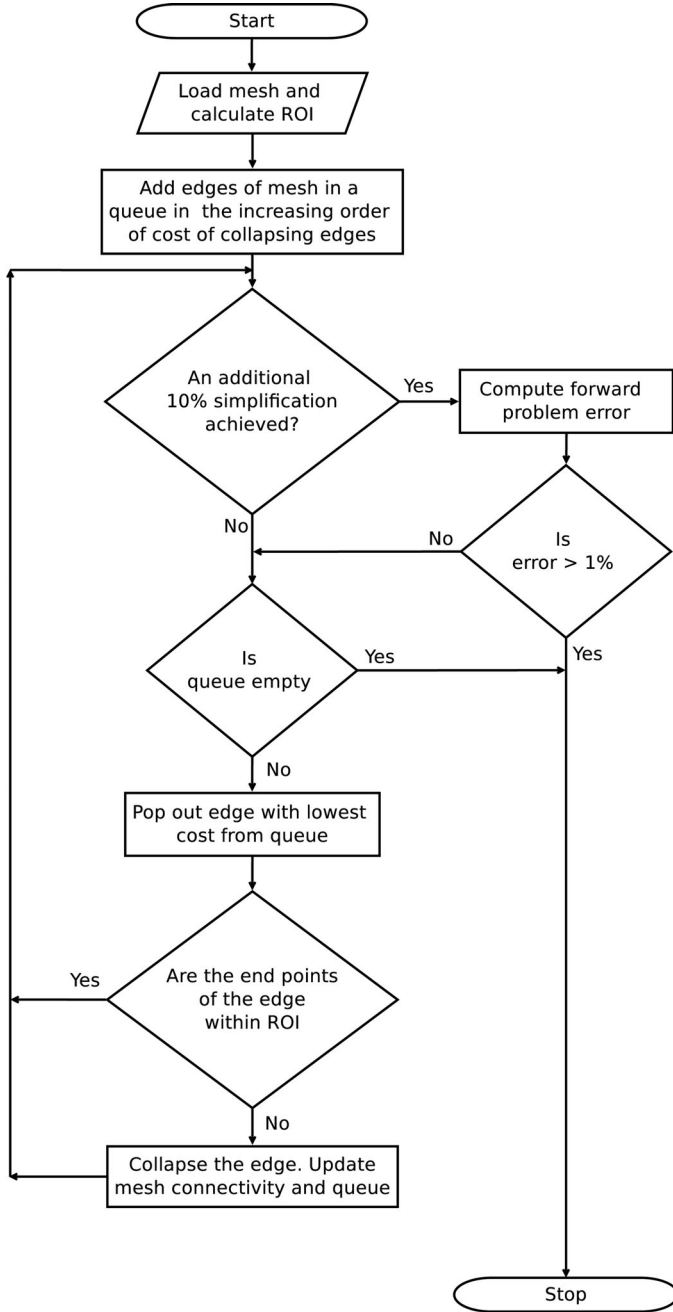 Start
Load mesh and
calculate ROI
Add edges of mesh in a
queue in the increasing order
of cost of collapsing edges
An additional
10% simplification
achieved?
Yes
Compute forward
problem error
No
No
Is
error > 1%
Is
queue empty
Yes
Yes
No
Pop out edge with lowest
cost from queue
Yes
Are the end points
of the edge
within ROI
No
Collapse the edge. Update
mesh connectivity and queue
Stop